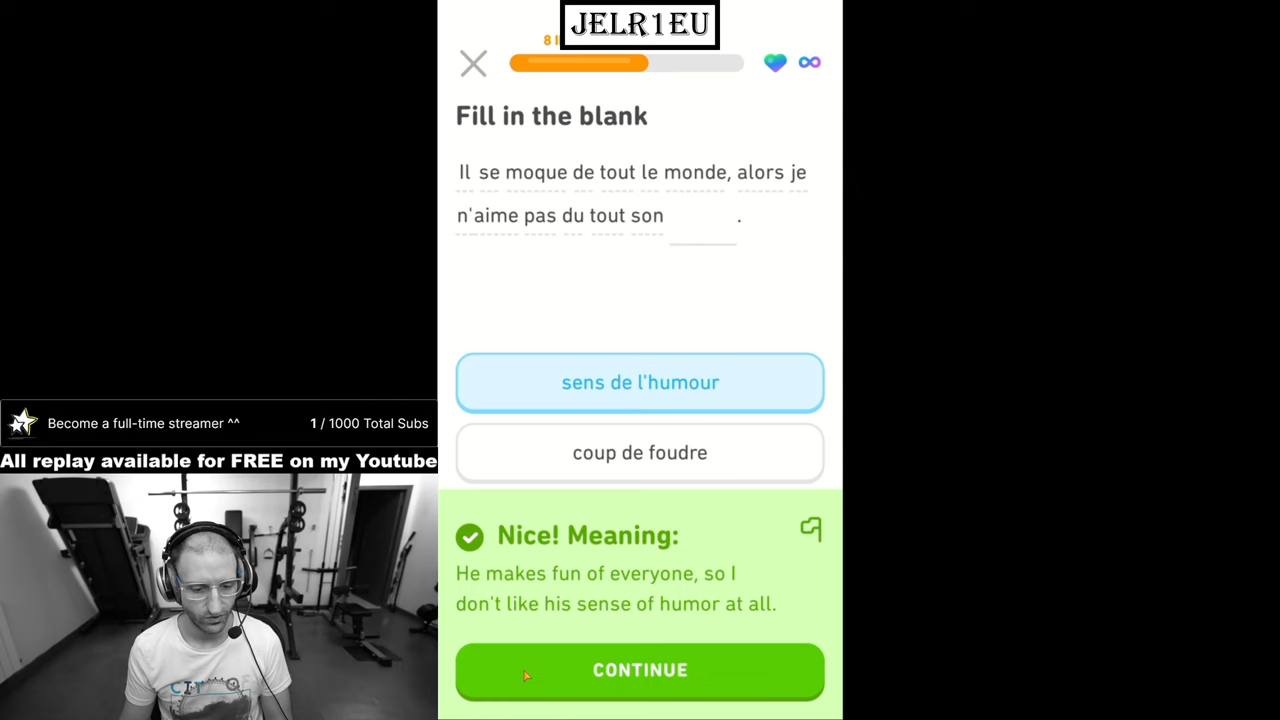 JELR1EU
8 I
Fill in the blank
Il se moque de tout le monde, alors je
n'aime pas du tout son .
sens de l'humour
coup de foudre
Become a full-time streamer ^^ 1 / 1000 Total Subs
All replay available for FREE on my Youtube
Nice! Meaning:
He makes fun of everyone, so I
don't like his sense of humor at all.
CONTINUE